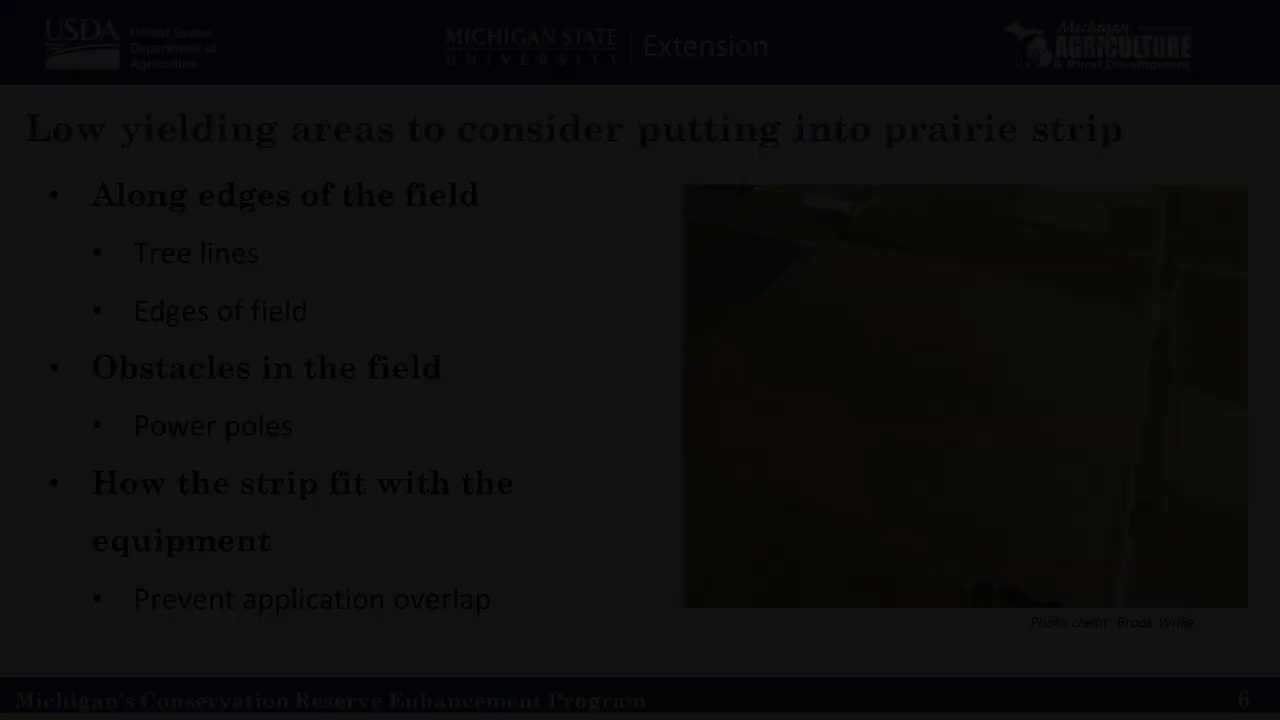 USDA
United States
Department of
Agriculture
MICHIGAN STATE
UNIVERSITY
Extension
Michigan
AGRICULTURE
& Rural Development
Low yielding areas to consider putting into prairie strip
• Along edges of the field
• Tree lines
• Edges of field
• Obstacles in the field
• Power poles
• How the strip fit with the
equipment
• Prevent application overlap
Photo credit: Brook Wilke
Michigan's Conservation Reserve Enhancement Program
6